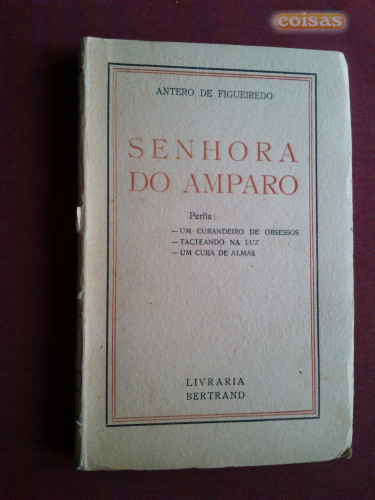 coisas
ANTERO DE FIGUEIREDO
SENHORA
DO AMPARO
Perfis:
— UM CURANDEIRO DE OBSESSOS
— TACTEANDO NA LUZ
— UM CURA DE ALMAS
LIVRARIA
BERTRAND